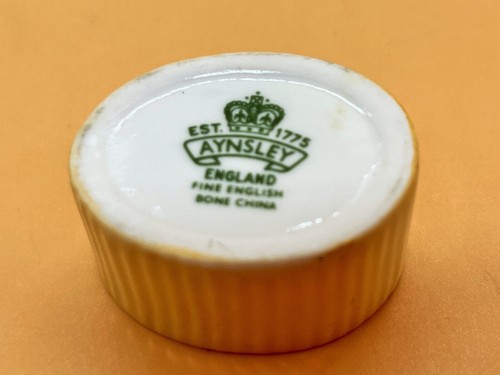 EST. 1775
AYNSLEY
ENGLAND
FINE ENGLISH
BONE CHINA